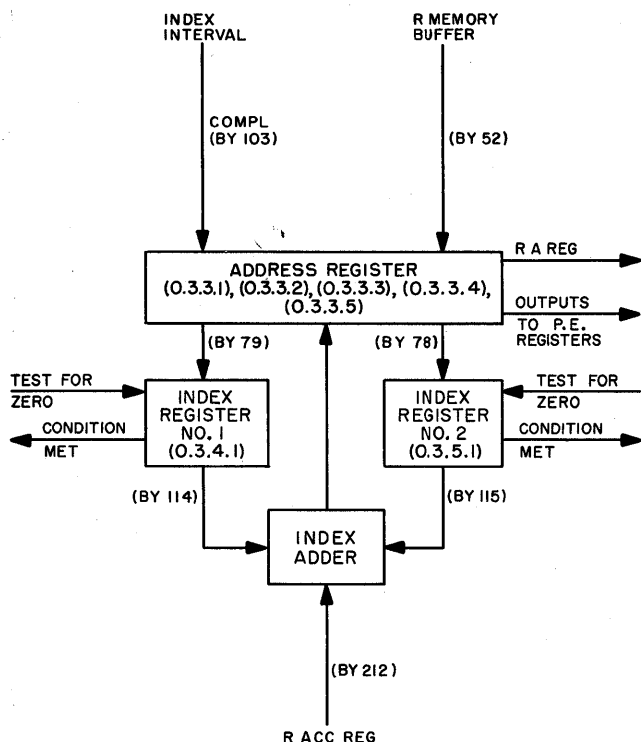 INDEX
INTERVAL
R MEMORY
BUFFER
COMPL
(BY 103)
(BY 52)
ADDRESS REGISTER
(0.3.3.1), (0.3.3.2), (0.3.3.3), (0.3.3.4),
(0.3.3.5)
R A REG
OUTPUTS
TO P.E.
REGISTERS
(BY 79)
(BY 78)
TEST FOR
ZERO
INDEX
REGISTER
NO. 1
(0.3.4.1)
CONDITION
MET
INDEX
REGISTER
NO. 2
(0.3.5.1)
TEST FOR
ZERO
CONDITION
MET
(BY 114)
(BY 115)
INDEX
ADDER
(BY 212)
R ACC REG